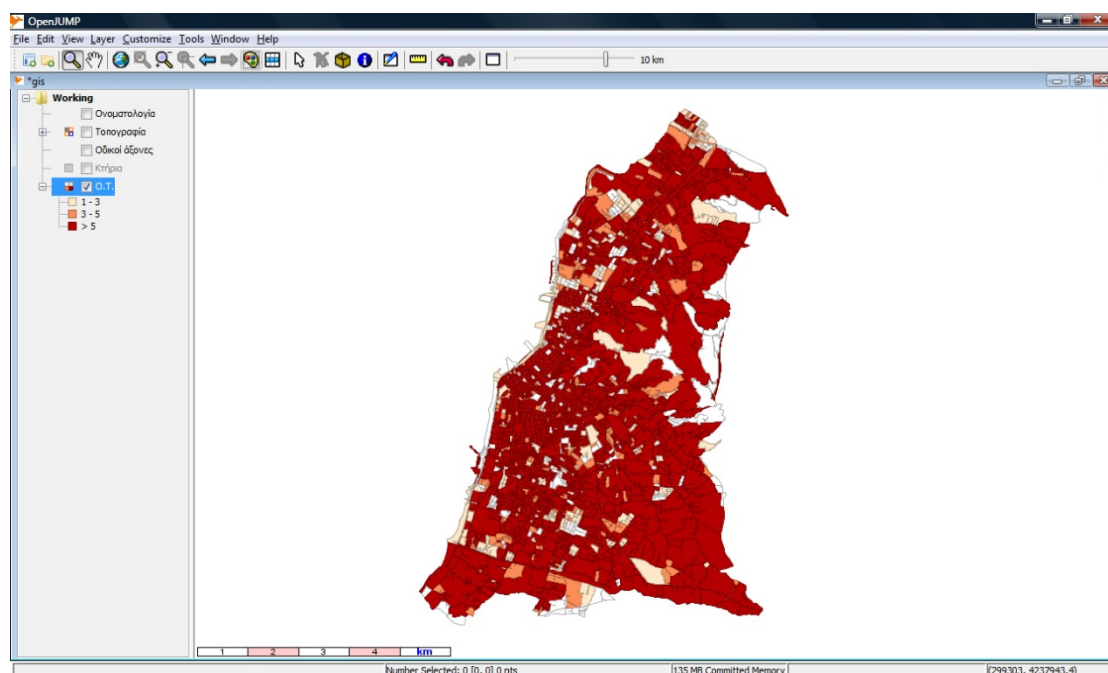 OpenJUMP
File Edit View Layer Customize Tools Window Help
10 km
*gis
Working
Ονοματολογία
Τοπογραφία
Οδικοί άξονες
Κτήρια
Ο.Τ.
1 - 3
3 - 5
> 5
1 2 3 4 km
Number Selected: 0 [0, 0] 0 pts 135 MB Committed Memory (299303, 4237943.4)